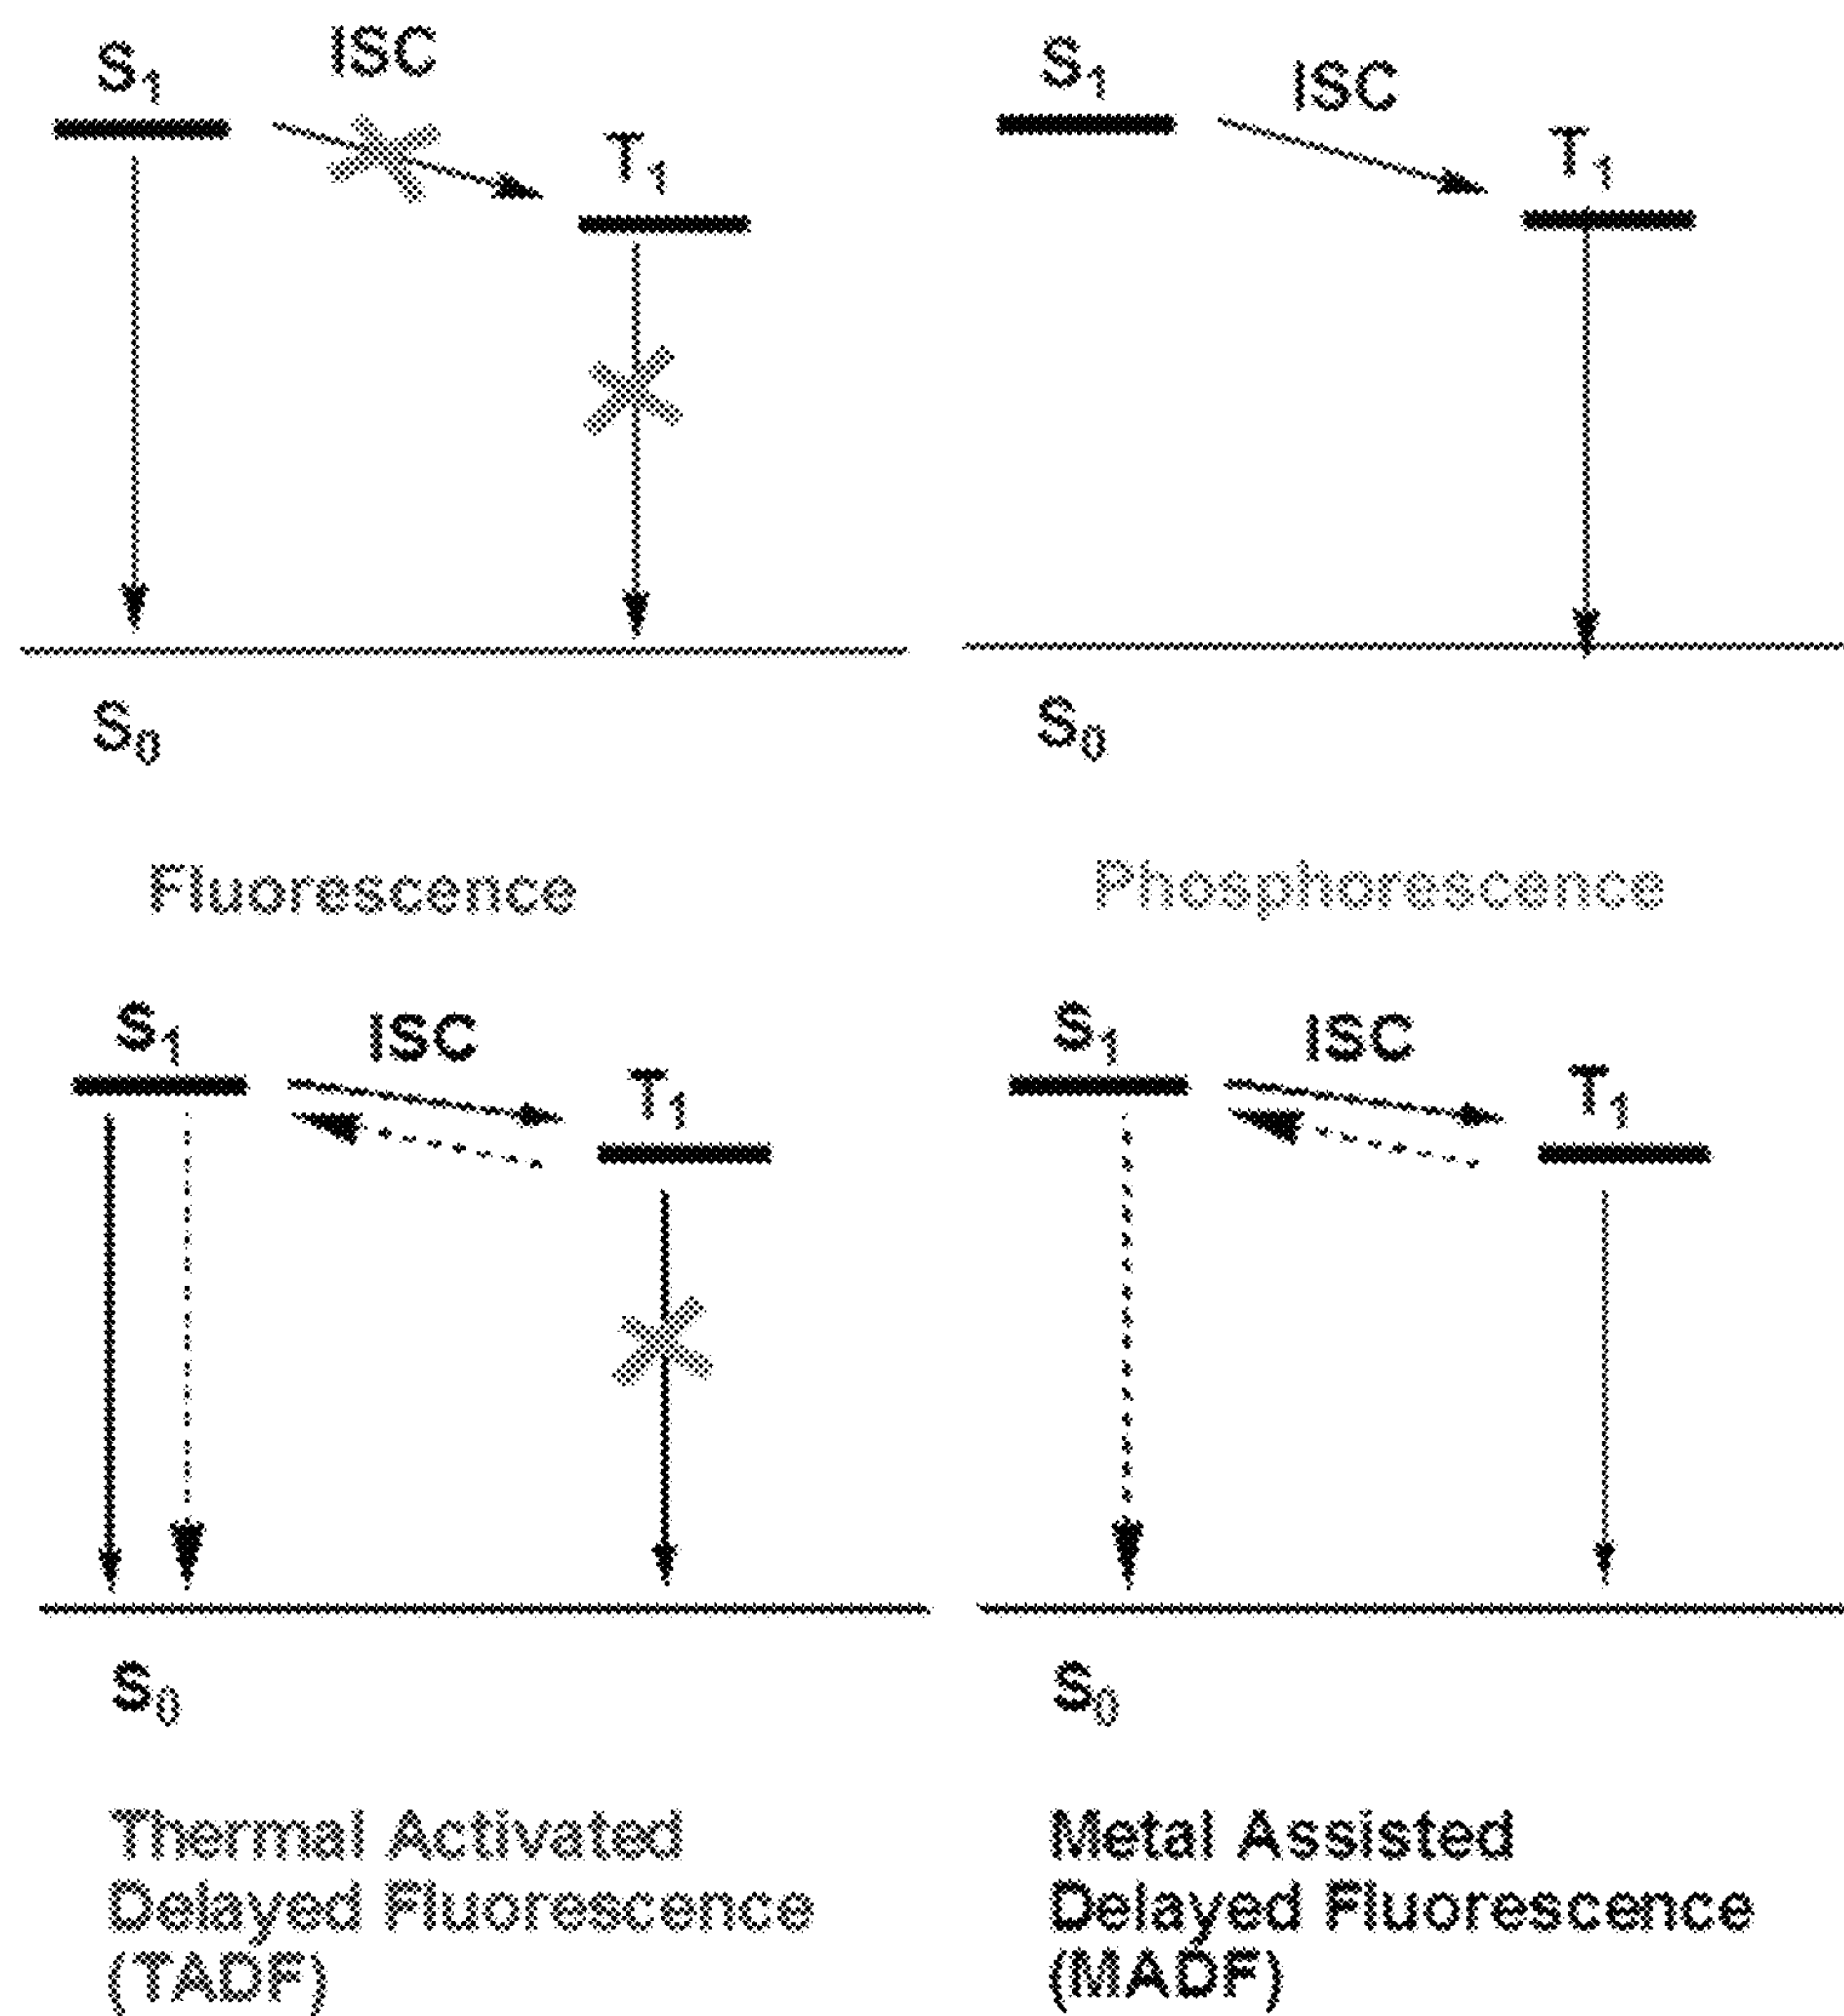 S₁ ISC T₁
S₀
Fluorescence
S₁ ISC T₁
S₀
Phosphorescence
S₁ ISC T₁
S₀
Thermal Activated
Delayed Fluorescence
(TADF)
S₁ ISC T₁
S₀
Metal Assisted
Delayed Fluorescence
(MADF)